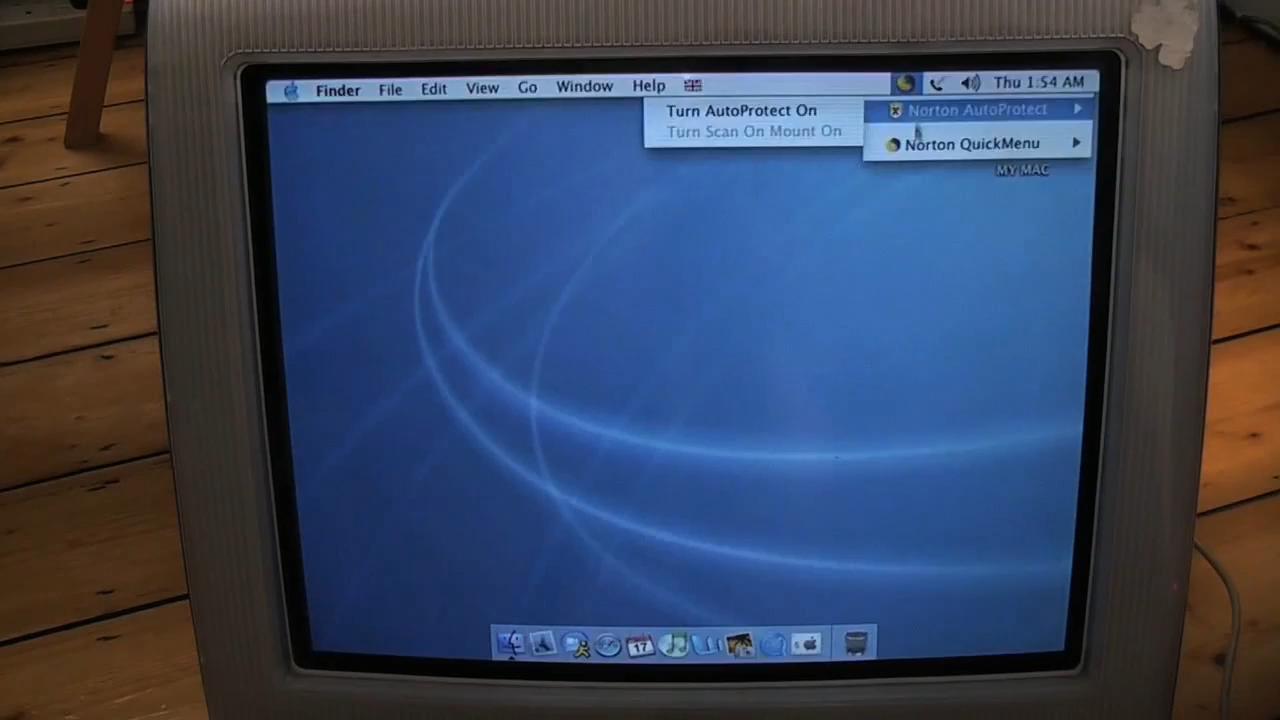 Finder File Edit View Go Window Help Thu 1:54 AM
Turn AutoProtect On
Turn Scan On Mount On
Norton AutoProtect
Norton QuickMenu
MY MAC
17